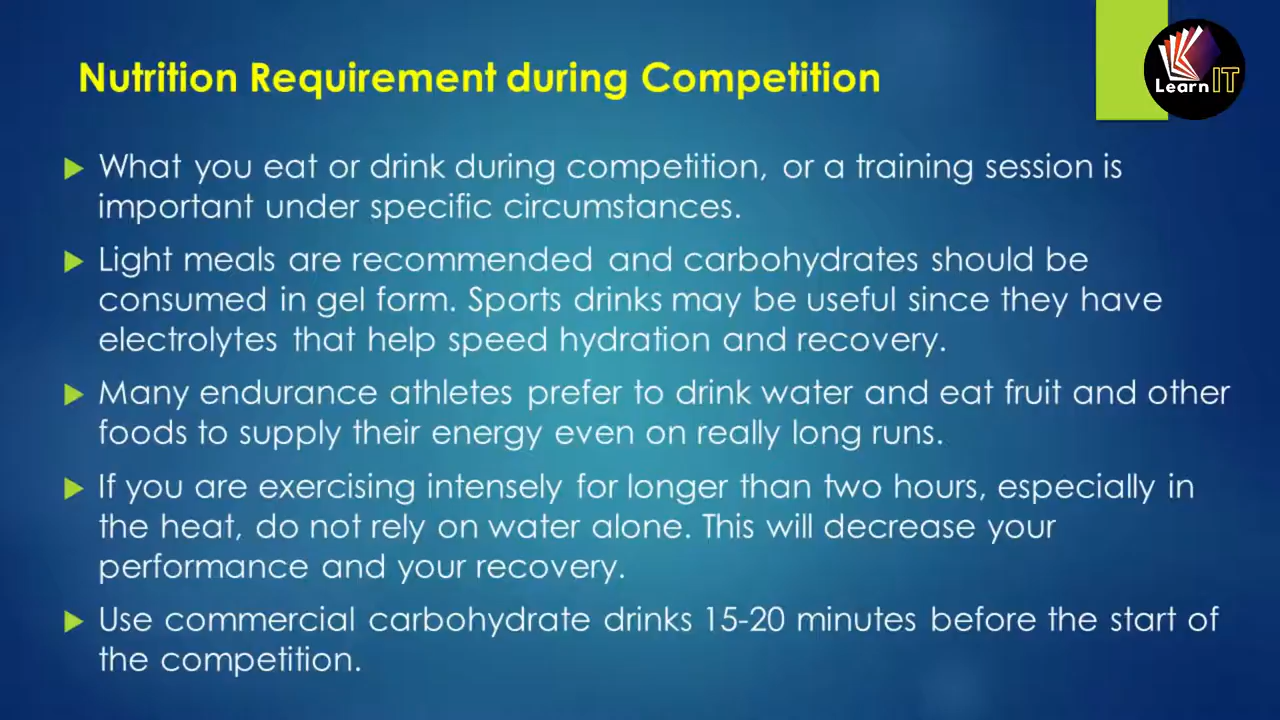 Nutrition Requirement during Competition
Learn IT
What you eat or drink during competition, or a training session is
important under specific circumstances.
Light meals are recommended and carbohydrates should be
consumed in gel form. Sports drinks may be useful since they have
electrolytes that help speed hydration and recovery.
Many endurance athletes prefer to drink water and eat fruit and other
foods to supply their energy even on really long runs.
If you are exercising intensely for longer than two hours, especially in
the heat, do not rely on water alone. This will decrease your
performance and your recovery.
Use commercial carbohydrate drinks 15-20 minutes before the start of
the competition.